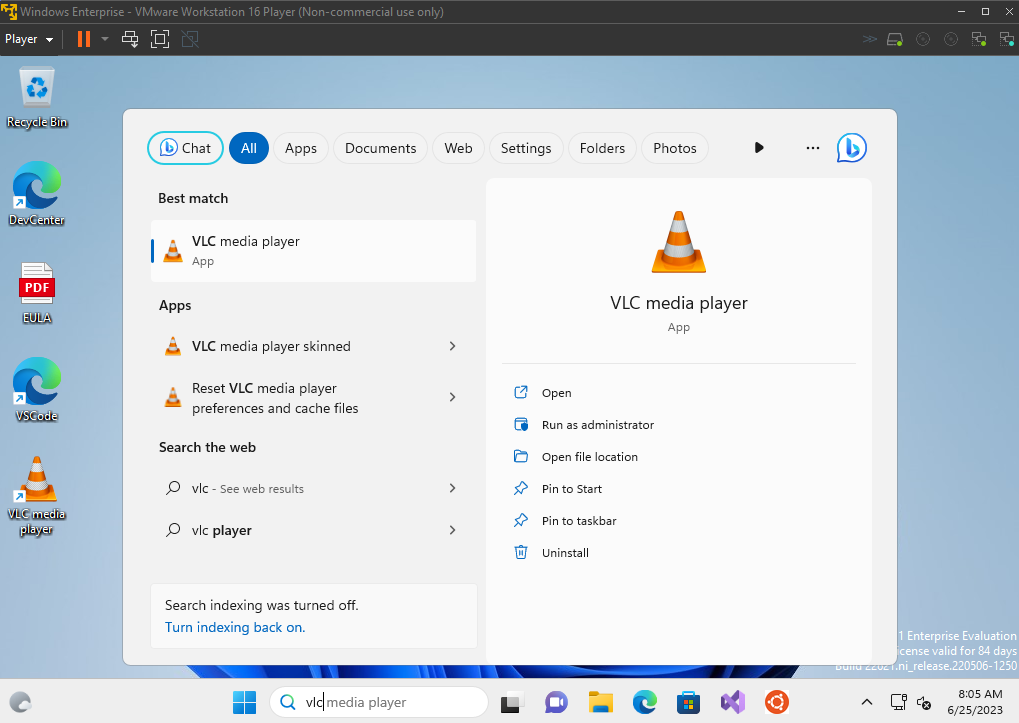 Windows Enterprise - VMware Workstation 16 Player (Non-commercial use only)
Player
Recycle Bin
DevCenter
PDF
EULA
VSCode
VLC media
player
Chat
All
Apps
Documents
Web
Settings
Folders
Photos
Best match
VLC media player
App
Apps
VLC media player skinned
Reset VLC media player
preferences and cache files
Search the web
vlc - See web results
vlc player
Search indexing was turned off.
Turn indexing back on.
VLC media player
App
Open
Run as administrator
Open file location
Pin to Start
Pin to taskbar
Uninstall
1 Enterprise Evaluation
icense valid for 84 days
Build 22621.ni_release.220506-1250
vlc media player
8:05 AM
6/25/2023